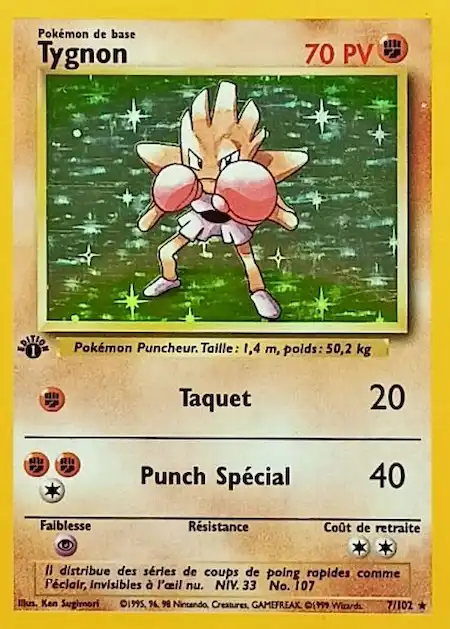 Pokémon de base
Tygnon
70 PV
EDITION
1
Pokémon Puncheur. Taille : 1,4 m, poids : 50,2 kg
Taquet 20
Punch Spécial 40
Faiblesse Résistance Coût de retraite
Il distribue des séries de coups de poing rapides comme
l'éclair, invisibles à l'œil nu. NIV. 33 No. 107
Illus. Ken Sugimori ©1995, 96, 98 Nintendo, Creatures, GAMEFREAK. ©1999 Wizards. 7/102 ★